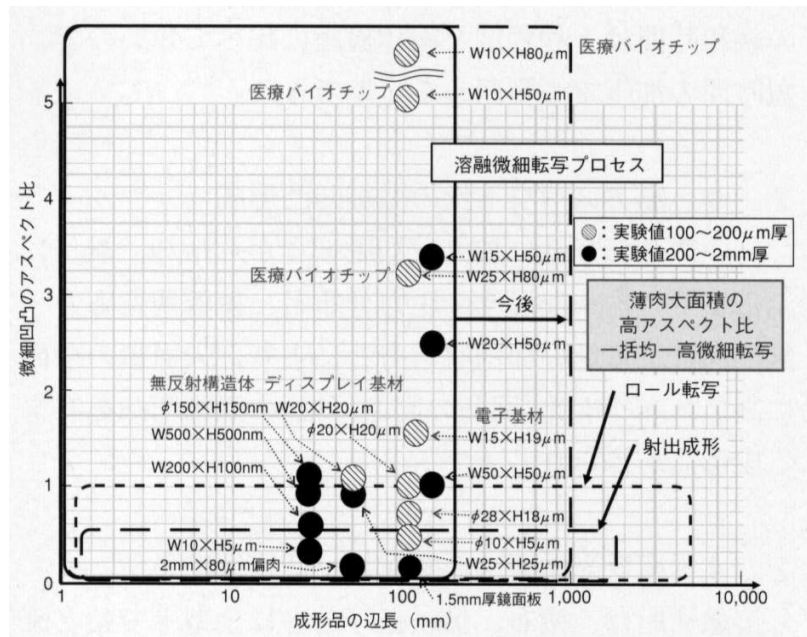 医療バイオチップ
W10×H80μm
医療バイオチップ
W10×H50μm
5
溶融微細転写プロセス
：実験値100〜200μm厚
：実験値200〜2mm厚
4
W15×H50μm
医療バイオチップ
W25×H80μm
3
今後
薄肉大面積の
高アスペクト比
一括均一高微細転写
W20×H50μm
2
無反射構造体
ディスプレイ基材
ロール転写
φ150×H150nm
W20×H20μm
電子基材
φ20×H20μm
W500×H500nm
W15×H19μm
射出成形
W200×H100nm
W50×H50μm
1
φ28×H18μm
W10×H5μm
φ10×H5μm
2mm×80μm偏肉
W25×H25μm
0
1.5mm厚鏡面板
1
10
100
1,000
10,000
成形品の辺長（mm）
微細凹凸のアスペクト比